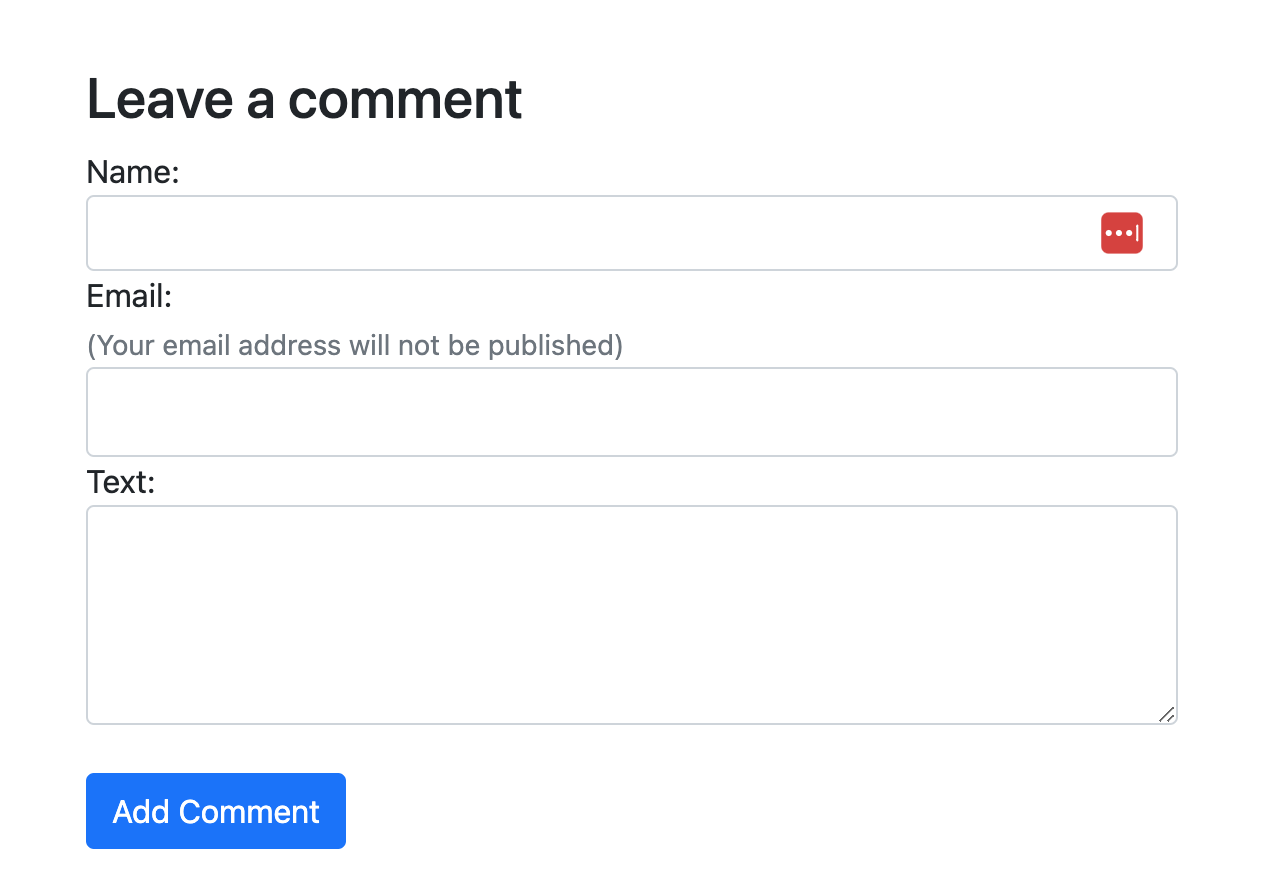 Leave a comment
Name:
Email:
(Your email address will not be published)
Text:
Add Comment